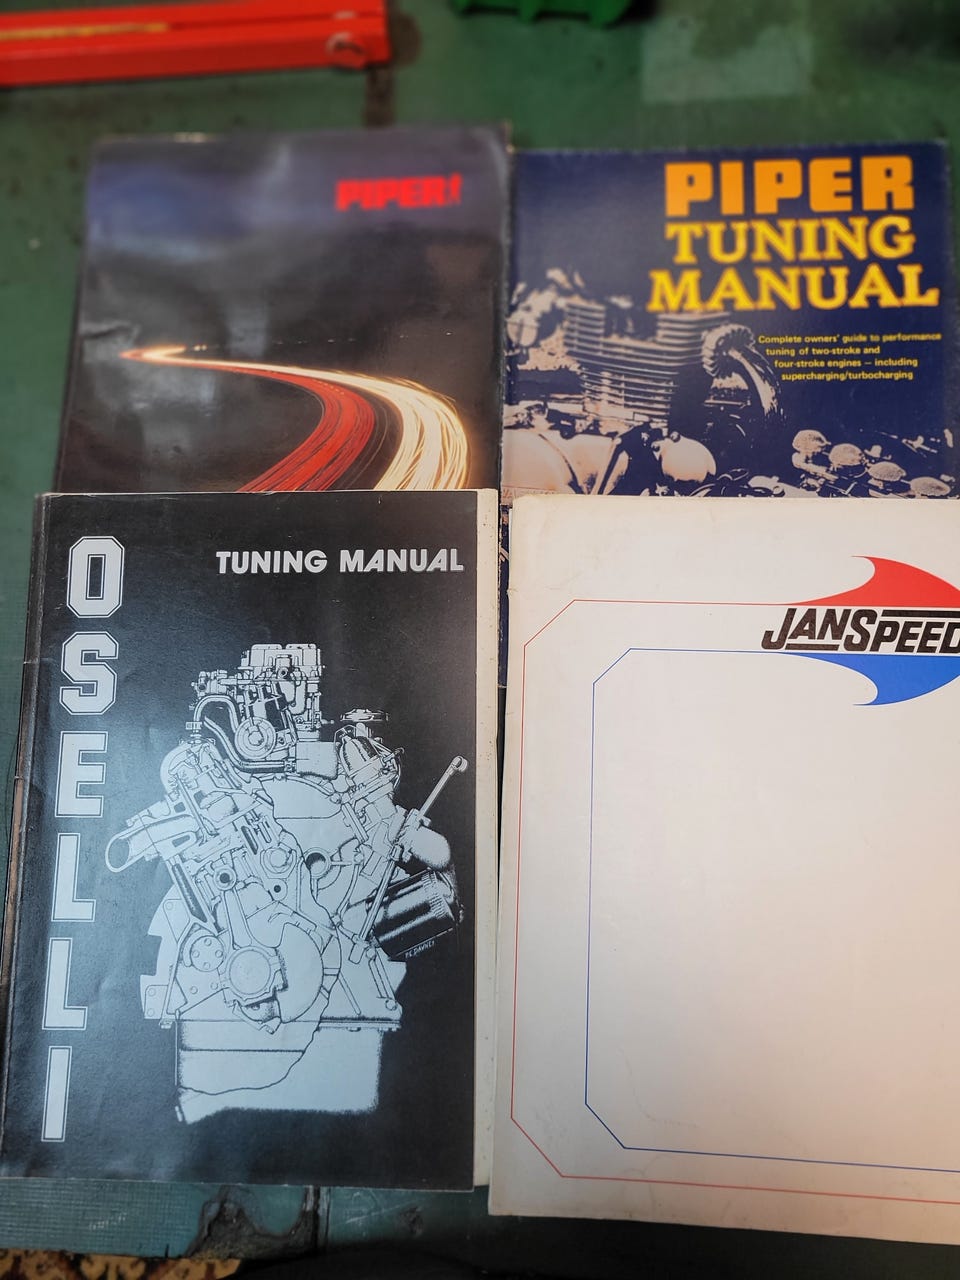 PIPER!
PIPER
TUNING
MANUAL
Complete owners' guide to performance
tuning of two-stroke and
four-stroke engines — including
supercharging/turbocharging
OSELLI
TUNING MANUAL
JANSPEED